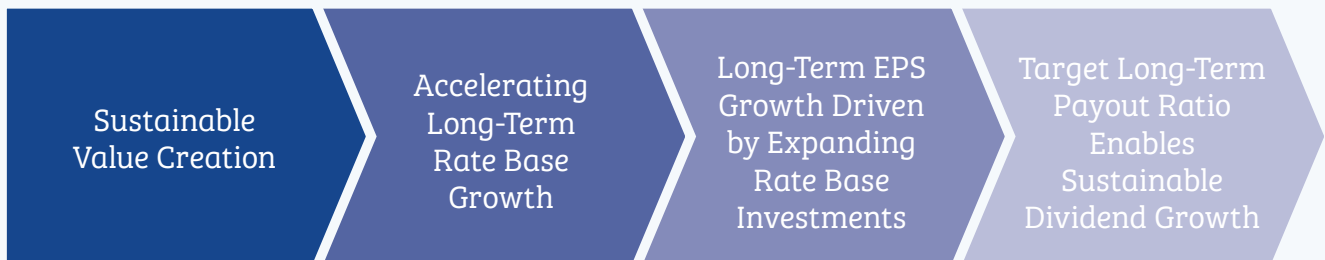 Sustainable
Value Creation
Accelerating
Long-Term
Rate Base
Growth
Long-Term EPS
Growth Driven
by Expanding
Rate Base
Investments
Target Long-Term
Payout Ratio
Enables
Sustainable
Dividend Growth